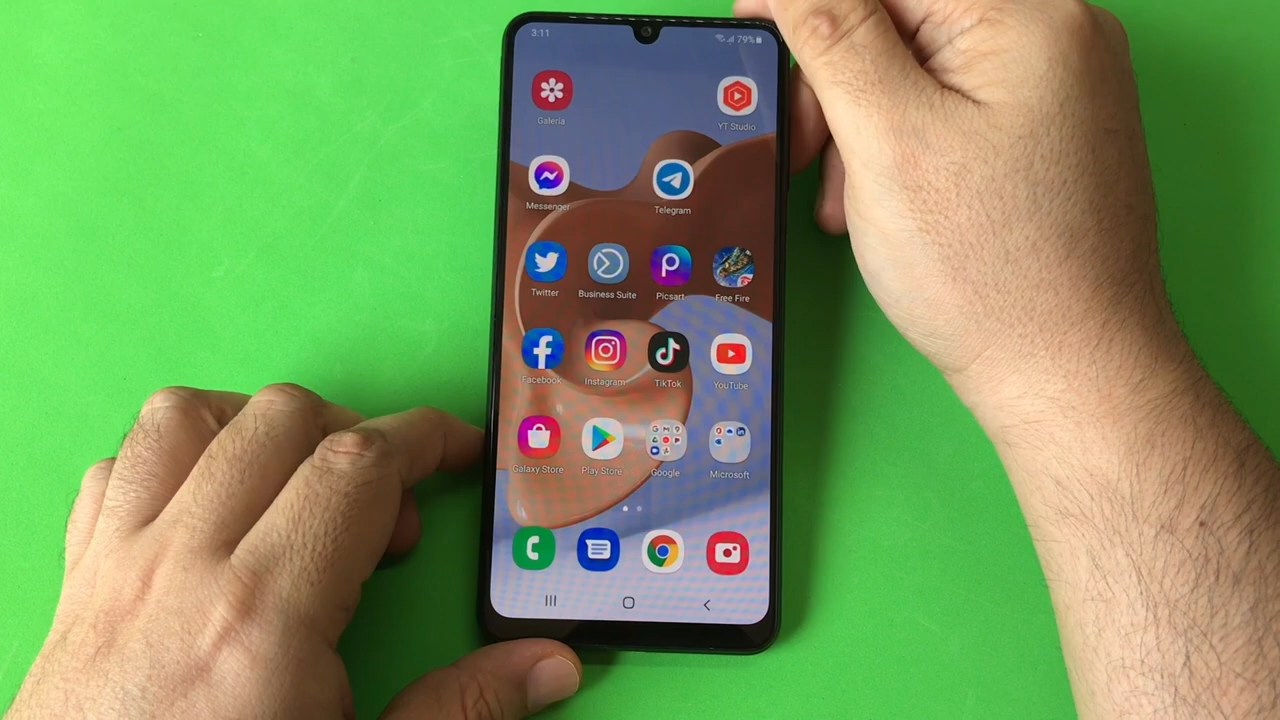 3:11 79%
Galeria YT Studio
Messenger Telegram
Twitter Business Suite Picsart Free Fire
Facebook Instagram TikTok YouTube
Galaxy Store Play Store Google Microsoft